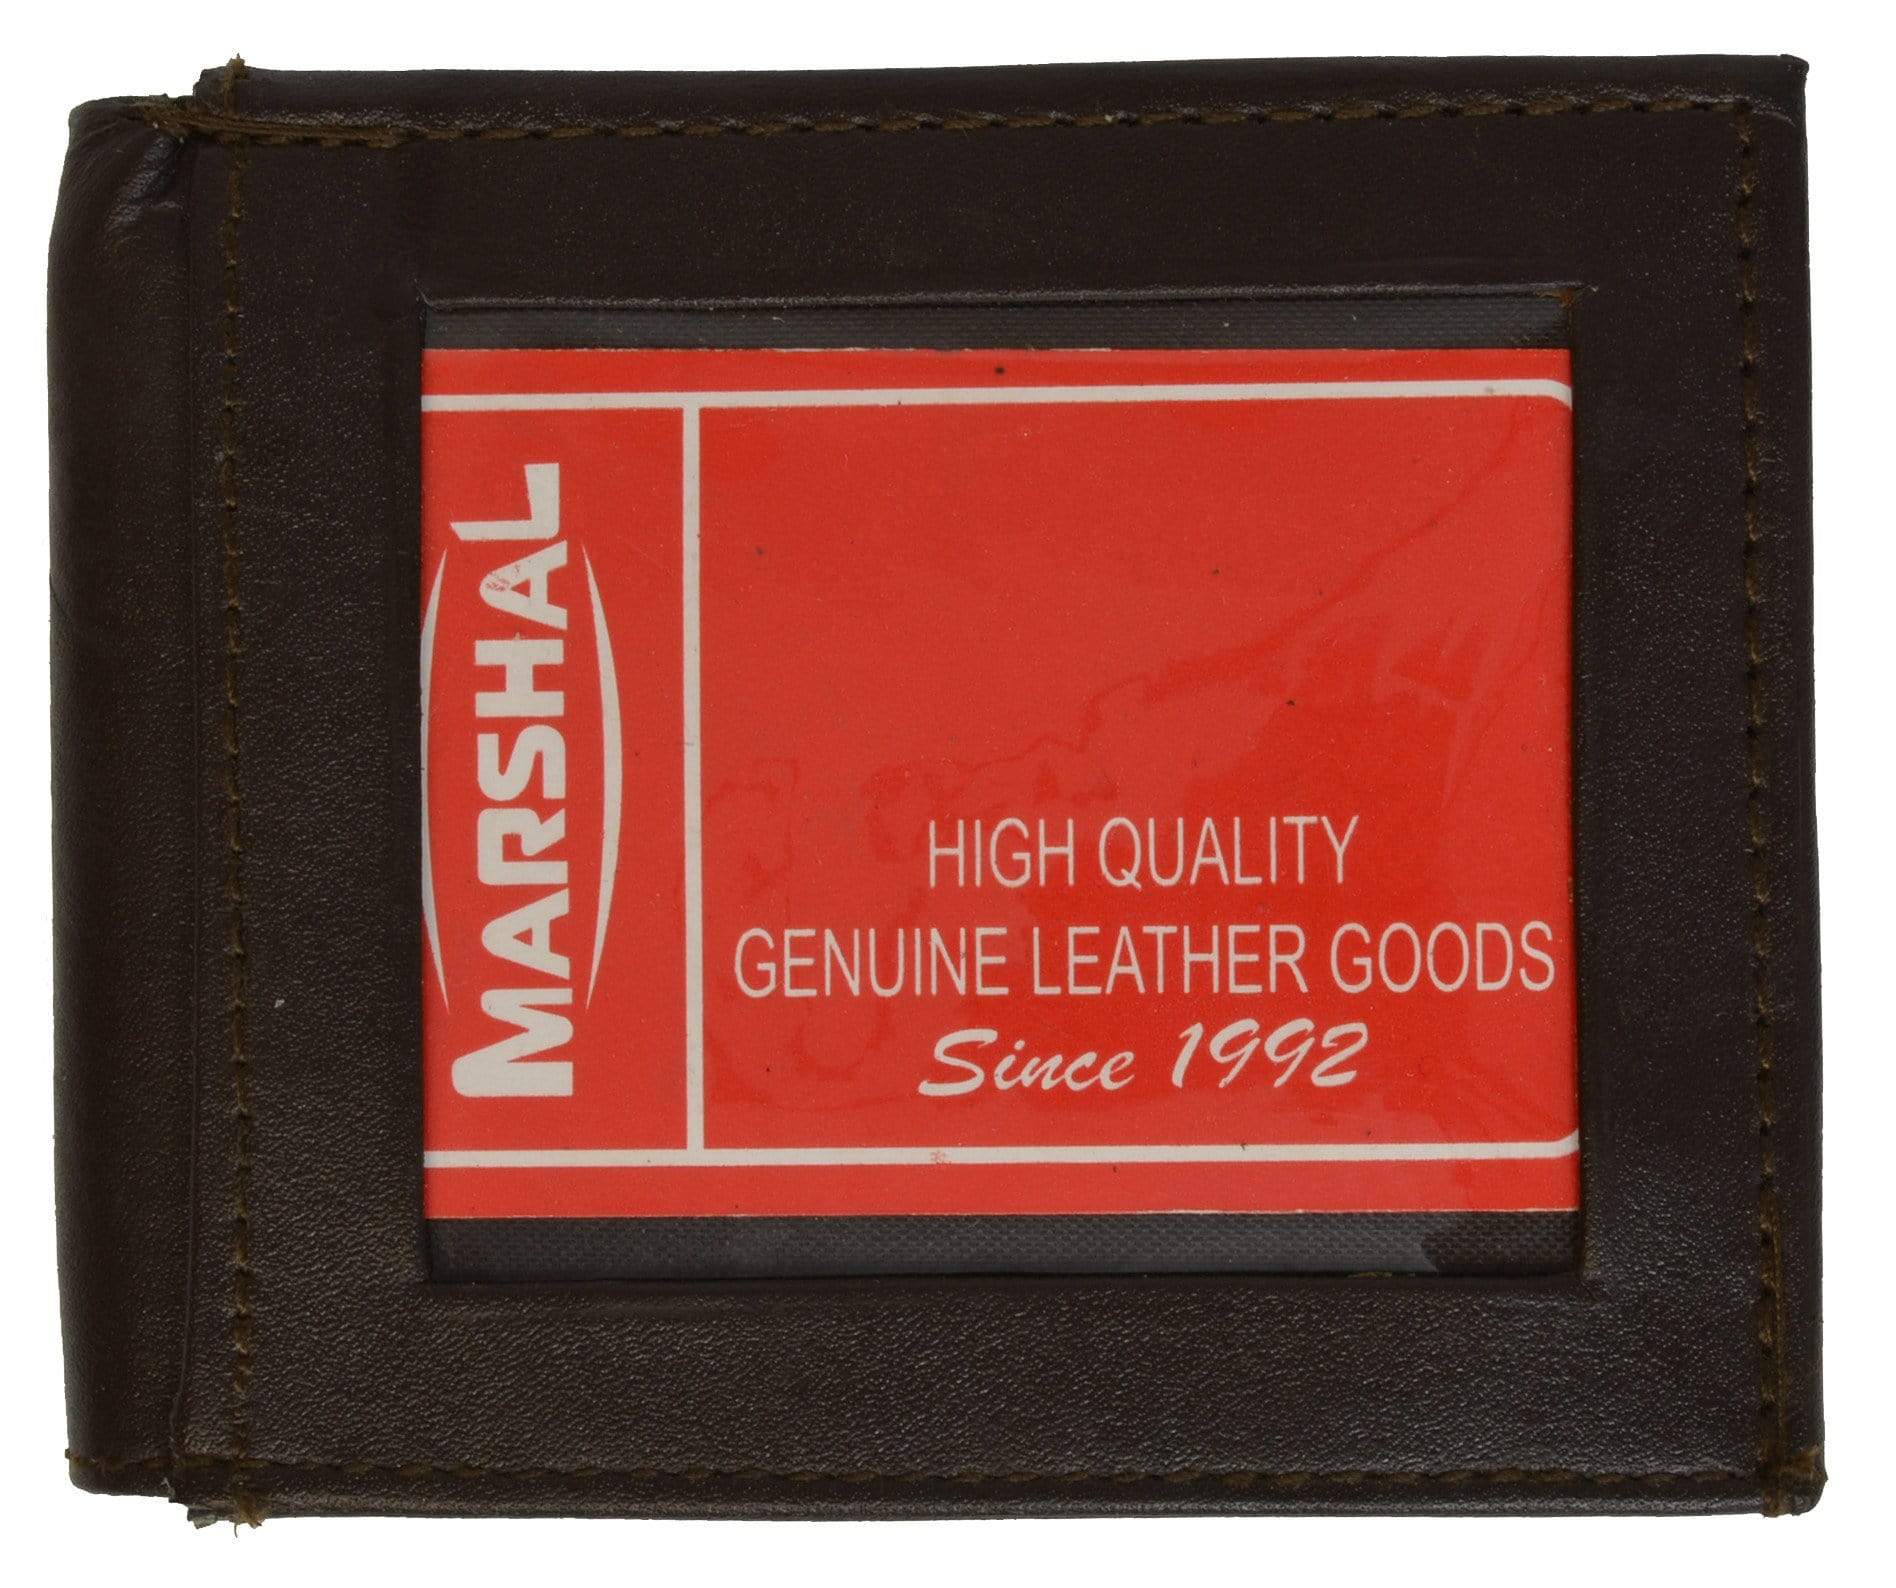 MARSHAL
HIGH QUALITY
GENUINE LEATHER GOODS
Since 1992